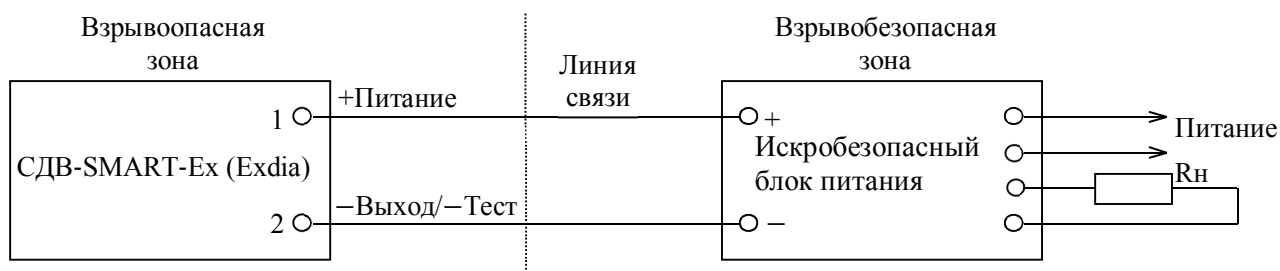 Взрывоопасная
зона
Взрывобезопасная
зона
Линия
связи
+Питание
1
СДВ-SMART-Ex (Exdia)
−Выход/−Тест
2
+
Искробезопасный
блок питания
−
Питание
Rн